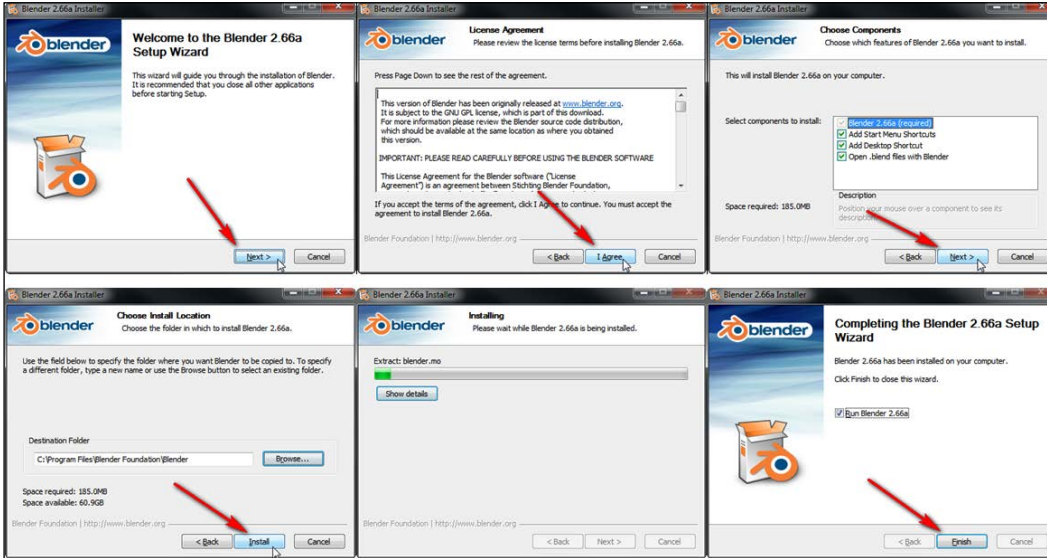 Blender 2.66a Installer
blender
Welcome to the Blender 2.66a
Setup Wizard
This wizard will guide you through the installation of Blender.
It is recommended that you close all other applications
before starting Setup.
Next >
Cancel
Blender 2.66a Installer
blender
License Agreement
Please review the license terms before installing Blender 2.66a.
Press Page Down to see the rest of the agreement.
This version of Blender has been originally released at www.blender.org.
It is subject to the GNU GPL license, which is part of this download.
For more information please review the Blender source code distribution,
which should be available at the same location as where you obtained
this version.
IMPORTANT: PLEASE READ CAREFULLY BEFORE USING THE BLENDER SOFTWARE
This License Agreement for the Blender software ("License
Agreement") is an agreement between Stichting Blender Foundation,
If you accept the terms of the agreement, click I Agree to continue. You must accept the
agreement to install Blender 2.66a.
Blender Foundation | http://www.blender.org
< Back
I Agree
Cancel
Blender 2.66a Installer
blender
Choose Components
Choose which features of Blender 2.66a you want to install.
This will install Blender 2.66a on your computer.
Select components to install:
Blender 2.66a (required)
Add Start Menu Shortcuts
Add Desktop Shortcut
Open .blend files with Blender
Description
Space required: 185.0MB
Position your mouse over a component to see its
description.
Blender Foundation | http://www.blender.org
< Back
Next >
Cancel
Blender 2.66a Installer
blender
Choose Install Location
Choose the folder in which to install Blender 2.66a.
Use the field below to specify the folder where you want Blender to be copied to. To specify
a different folder, type a new name or use the Browse button to select an existing folder.
Destination Folder
C:\Program Files\Blender Foundation\Blender
Browse...
Space required: 185.0MB
Space available: 60.9GB
Blender Foundation | http://www.blender.org
< Back
Install
Cancel
Blender 2.66a Installer
blender
Installing
Please wait while Blender 2.66a is being installed.
Extract: blender.mo
Show details
Blender Foundation | http://www.blender.org
< Back
Next >
Cancel
Blender 2.66a Installer
blender
Completing the Blender 2.66a Setup
Wizard
Blender 2.66a has been installed on your computer.
Click Finish to close this wizard.
Run Blender 2.66a
< Back
Finish
Cancel